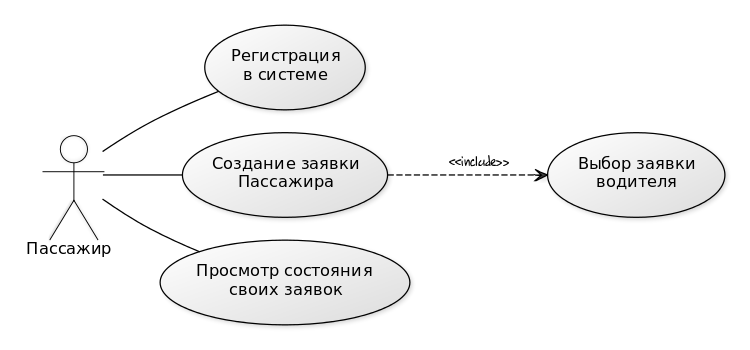 Регистрация
в системе
Создание заявки
Пассажира
<<include>>
Выбор заявки
водителя
Пассажир
Просмотр состояния
своих заявок